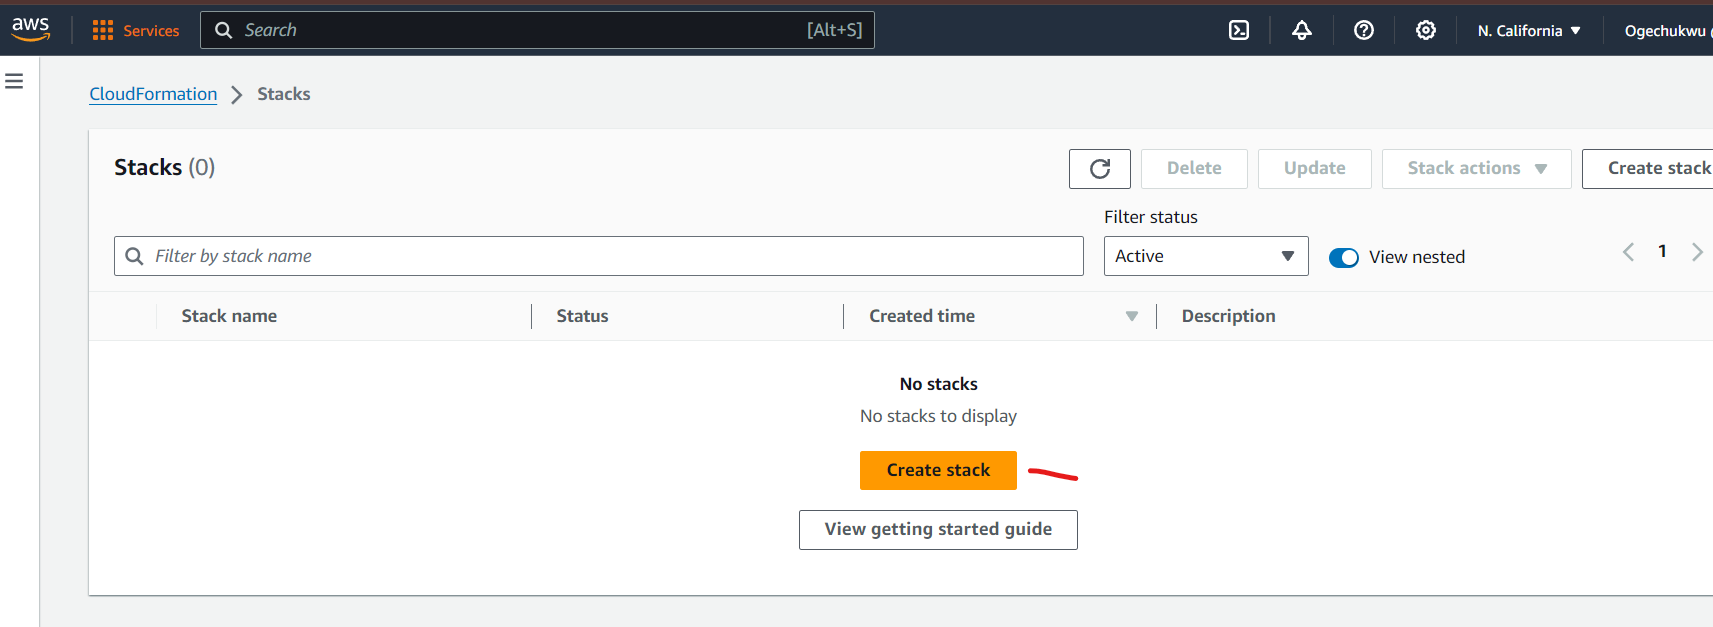 aws
Services
Search [Alt+S]
N. California
Ogechukwu
CloudFormation
Stacks
Stacks (0)
Delete
Update
Stack actions
Create stack
Filter status
Filter by stack name
Active
View nested
1
Stack name
Status
Created time
Description
No stacks
No stacks to display
Create stack
View getting started guide